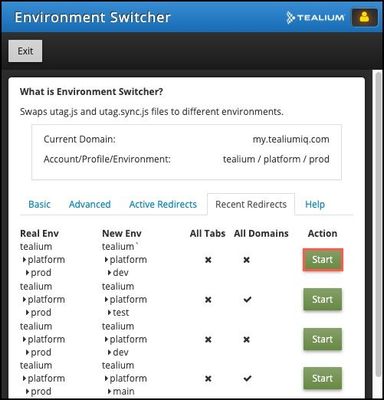 Environment Switcher
TEALIUM
Exit
What is Environment Switcher?
Swaps utag.js and utag.sync.js files to different environments.
Current Domain: my.tealiumiq.com
Account/Profile/Environment: tealium / platform / prod
Basic Advanced Active Redirects Recent Redirects Help
Real Env New Env All Tabs All Domains Action
tealium tealium`
platform platform Start
prod dev
tealium tealium
platform platform Start
prod test
tealium tealium
platform platform Start
prod dev
tealium tealium
platform platform Start
prod main